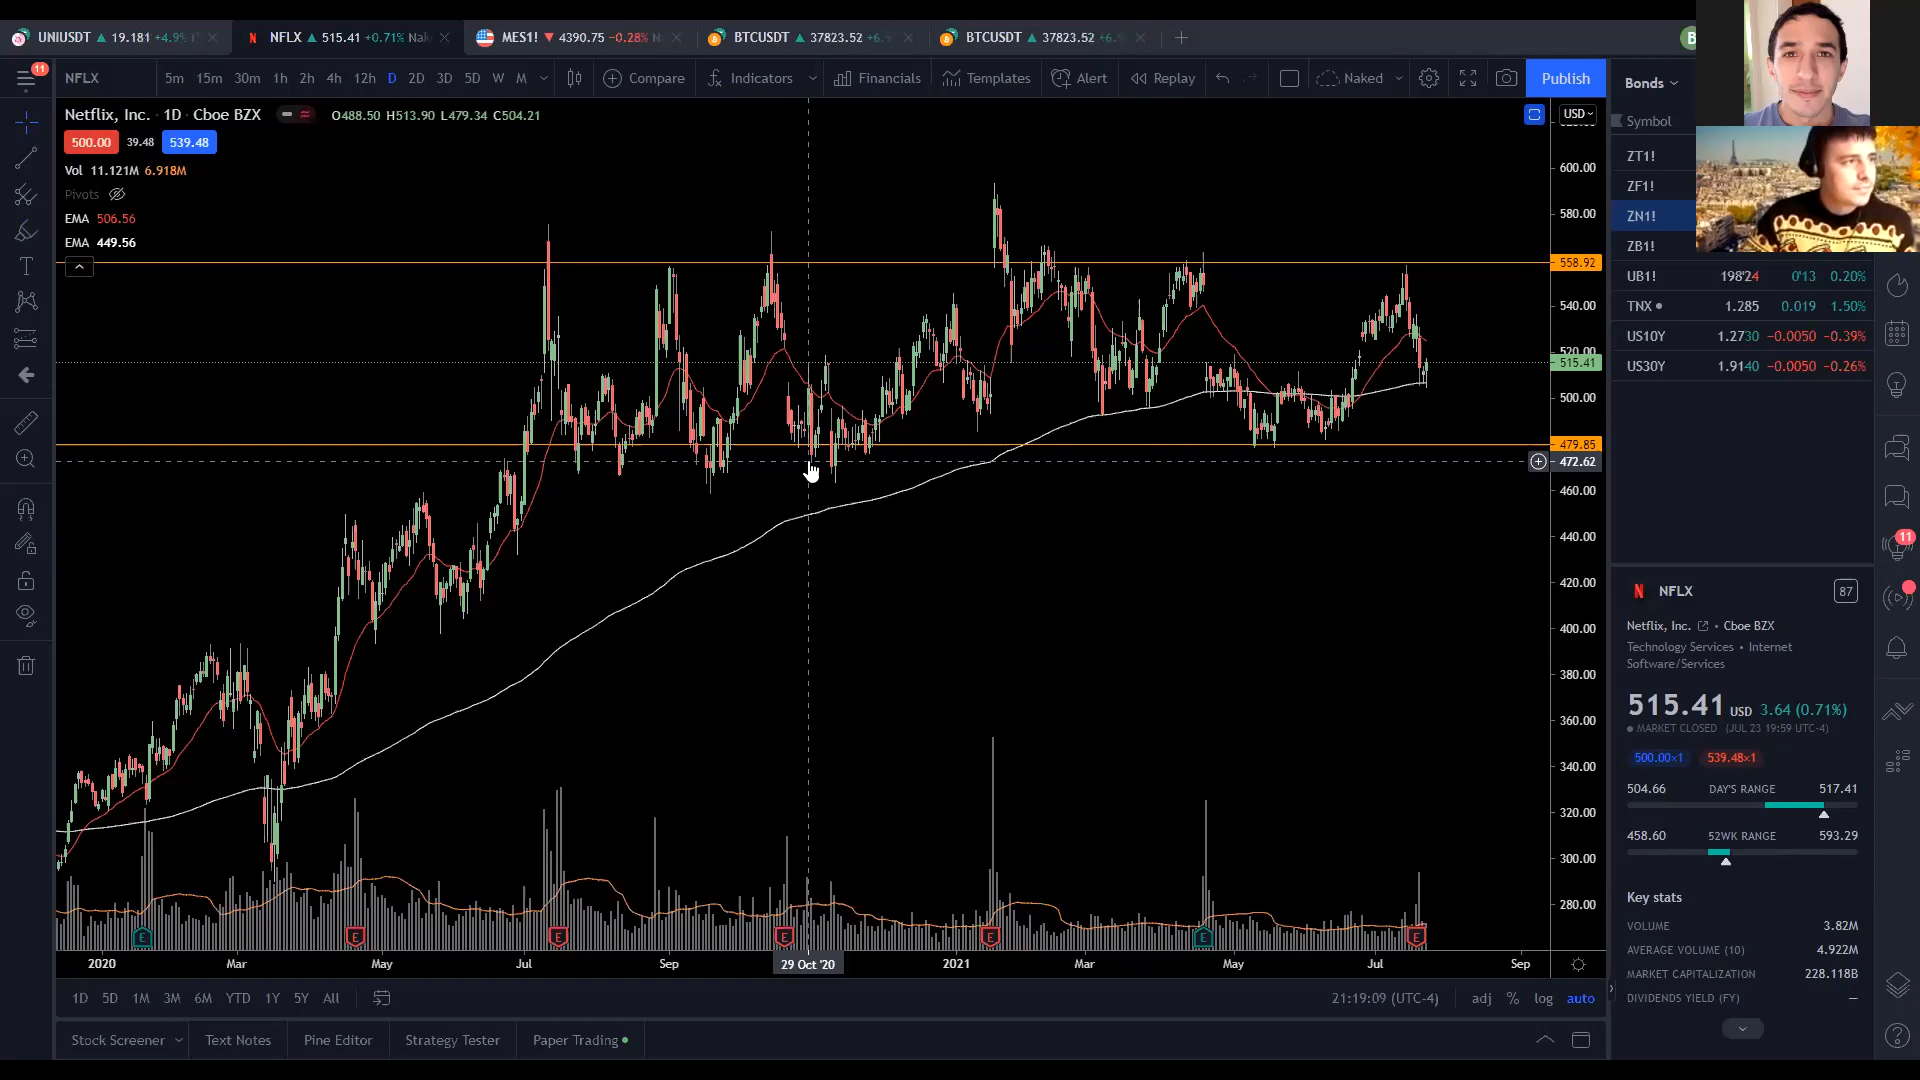 UNIUSDT 19.181 +4.9%
NFLX 515.41 +0.71%
MES1! 4390.75 −0.28%
BTCUSDT 37823.52 +6.
BTCUSDT 37823.52 +6.
B
11
NFLX
5m 15m 30m 1h 2h 4h 12h D 2D 3D 5D W M
Compare
Indicators
Financials
Templates
Alert
Replay
Naked
Publish
Netflix, Inc. · 1D · Cboe BZX
O488.50 H513.90 L479.34 C504.21
500.00 39.48 539.48
Vol 11.121M 6.918M
Pivots
EMA 506.56
EMA 449.56
USD
600.00
580.00
558.92
540.00
520.00
515.41
500.00
479.85
472.62
460.00
440.00
420.00
400.00
380.00
360.00
340.00
320.00
300.00
280.00
E E E E E E E
2020 Mar May Jul Sep 29 Oct '20 2021 Mar May Jul Sep
1D 5D 1M 3M 6M YTD 1Y 5Y All
21:19:09 (UTC-4)
adj % log auto
Stock Screener
Text Notes
Pine Editor
Strategy Tester
Paper Trading
Bonds
Symbol
ZT1!
ZF1!
ZN1!
ZB1!
UB1! 198'24 0'13 0.20%
TNX 1.285 0.019 1.50%
US10Y 1.2730 −0.0050 −0.39%
US30Y 1.9140 −0.0050 −0.26%
11
NFLX
87
Netflix, Inc. • Cboe BZX
Technology Services • Internet
Software/Services
515.41 USD 3.64 (0.71%)
MARKET CLOSED (JUL 23 19:59 UTC-4)
500.00×1 539.48×1
504.66 DAY'S RANGE 517.41
458.60 52WK RANGE 593.29
Key stats
VOLUME 3.82M
AVERAGE VOLUME (10) 4.922M
MARKET CAPITALIZATION 228.118B
DIVIDENDS YIELD (FY) —